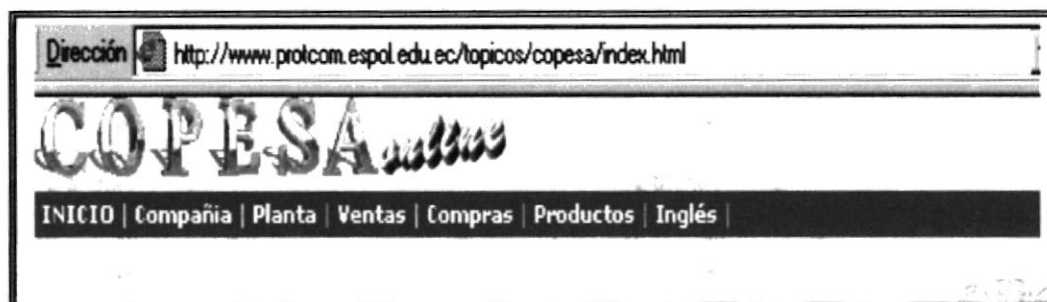 Dirección http://www.protcom.espol.edu.ec/topicos/copesa/index.html
COPESA online
INICIO | Compañia | Planta | Ventas | Compras | Productos | Inglés |